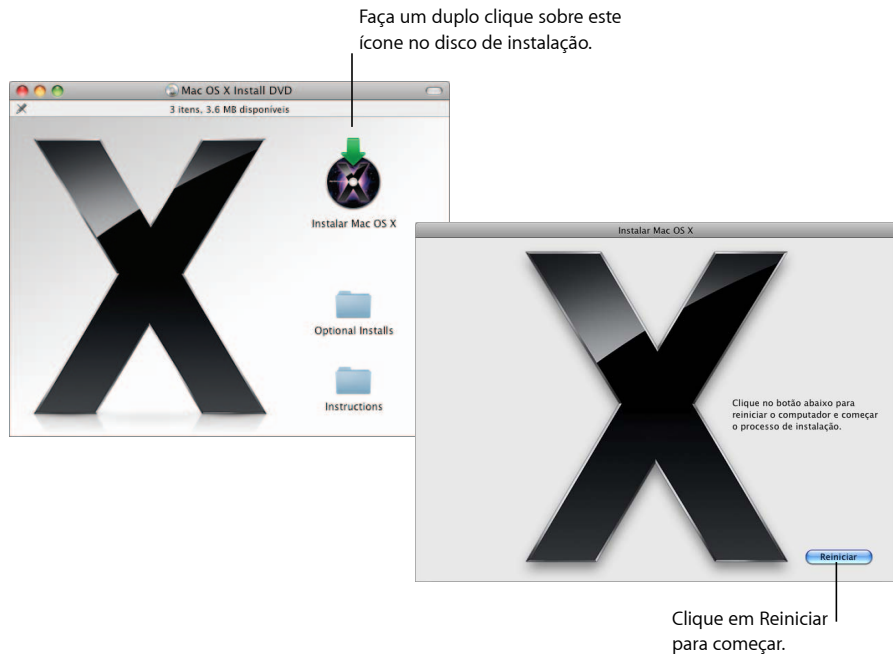 Faça um duplo clique sobre este
ícone no disco de instalação.
Mac OS X Install DVD
3 itens, 3.6 MB disponíveis
Instalar Mac OS X
Optional Installs
Instructions
Instalar Mac OS X
Clique no botão abaixo para
reiniciar o computador e começar
o processo de instalação.
Reiniciar
Clique em Reiniciar
para começar.